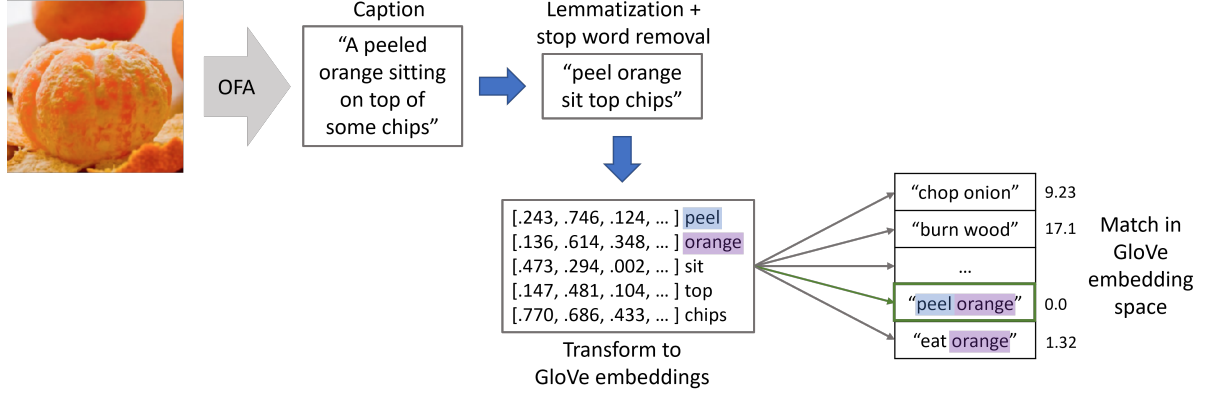 OFA
Caption
“A peeled
orange sitting
on top of
some chips”
Lemmatization +
stop word removal
“peel orange
sit top chips”
[.243, .746, .124, ... ] peel
[.136, .614, .348, ... ] orange
[.473, .294, .002, ... ] sit
[.147, .481, .104, ... ] top
[.770, .686, .433, ... ] chips
Transform to
GloVe embeddings
“chop onion” 9.23
“burn wood” 17.1
...
“peel orange” 0.0
“eat orange” 1.32
Match in
GloVe
embedding
space